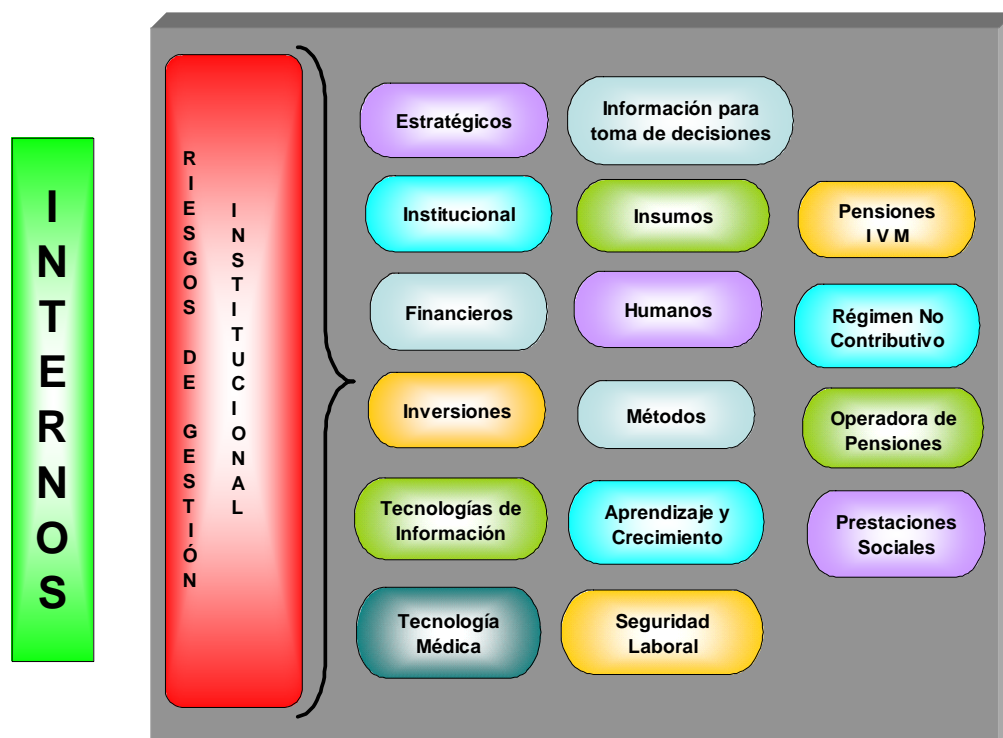 INTERNOS
RIESGOS DE GESTIÓN
INSTITUCIONAL
Estratégicos
Institucional
Financieros
Inversiones
Tecnologías de
Información
Tecnología
Médica
Información para
toma de decisiones
Insumos
Humanos
Métodos
Aprendizaje y
Crecimiento
Seguridad
Laboral
Pensiones
I V M
Régimen No
Contributivo
Operadora de
Pensiones
Prestaciones
Sociales